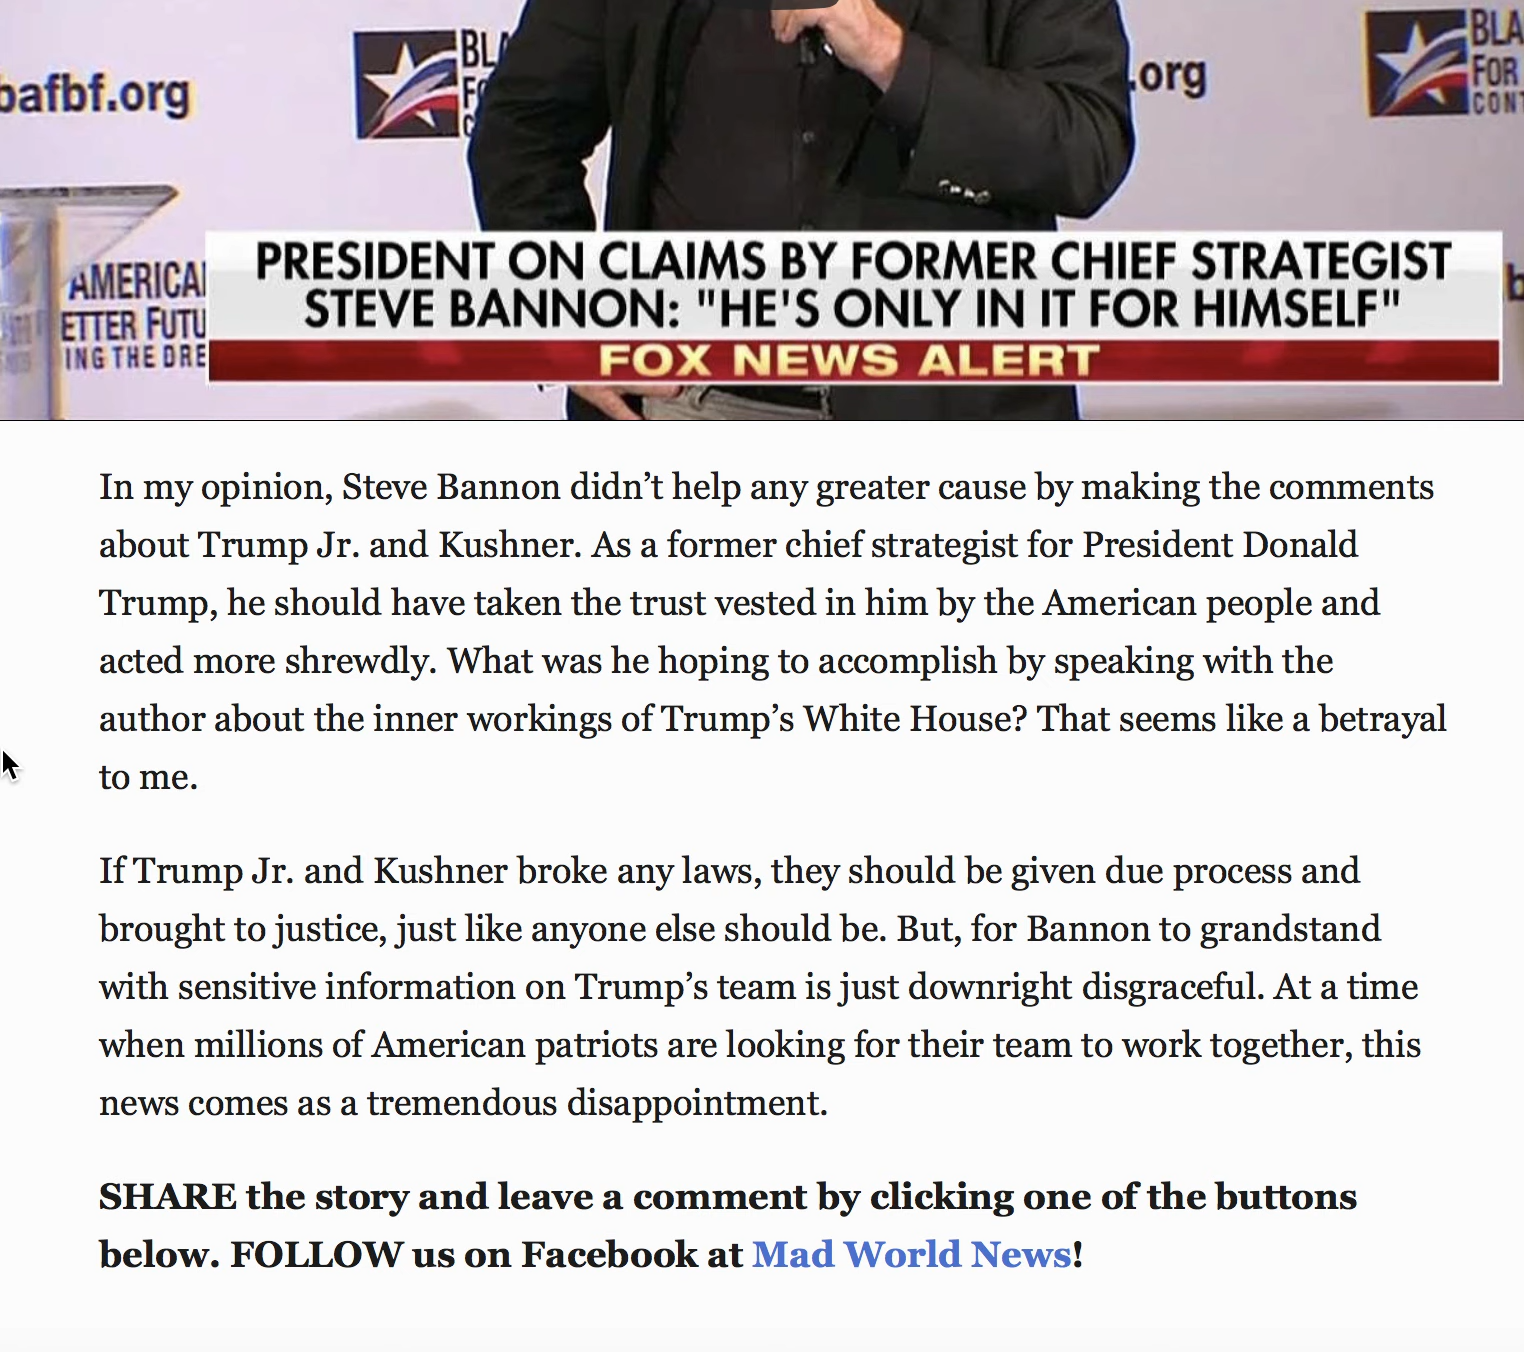 bafbf.org
BLA
FO
C
.org
BLA
FOR
CONT
AMERICA
ETTER FUTU
ING THE DRE
PRESIDENT ON CLAIMS BY FORMER CHIEF STRATEGIST
STEVE BANNON: "HE'S ONLY IN IT FOR HIMSELF"
FOX NEWS ALERT
In my opinion, Steve Bannon didn’t help any greater cause by making the comments
about Trump Jr. and Kushner. As a former chief strategist for President Donald
Trump, he should have taken the trust vested in him by the American people and
acted more shrewdly. What was he hoping to accomplish by speaking with the
author about the inner workings of Trump’s White House? That seems like a betrayal
to me.
If Trump Jr. and Kushner broke any laws, they should be given due process and
brought to justice, just like anyone else should be. But, for Bannon to grandstand
with sensitive information on Trump’s team is just downright disgraceful. At a time
when millions of American patriots are looking for their team to work together, this
news comes as a tremendous disappointment.
SHARE the story and leave a comment by clicking one of the buttons
below. FOLLOW us on Facebook at Mad World News!